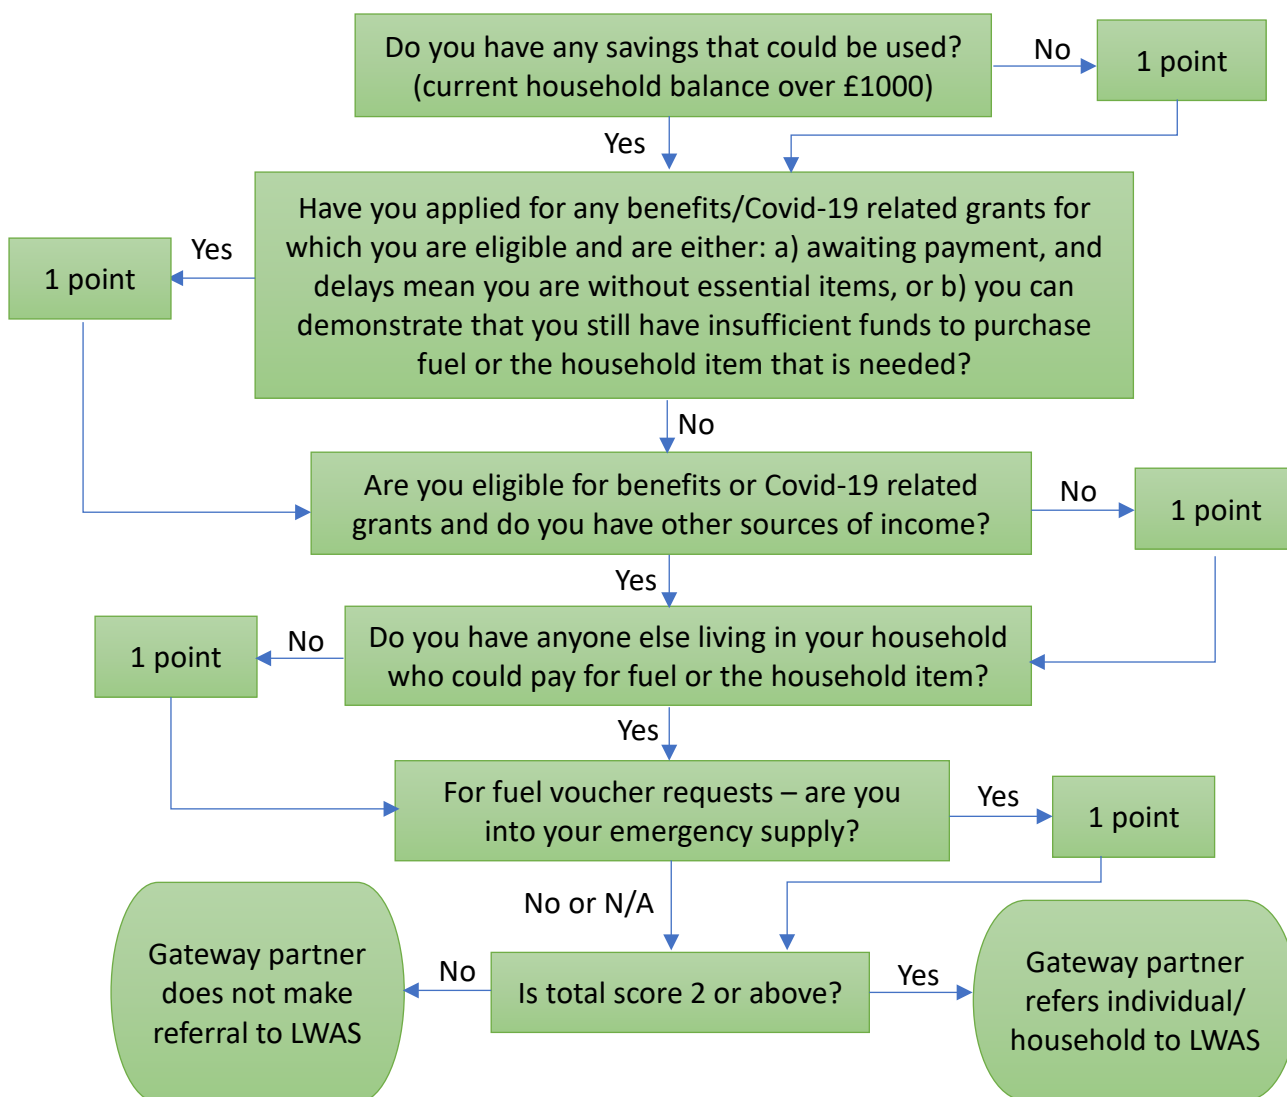 Do you have any savings that could be used?
(current household balance over £1000)
No
1 point
Yes
Have you applied for any benefits/Covid-19 related grants for
which you are eligible and are either: a) awaiting payment, and
delays mean you are without essential items, or b) you can
demonstrate that you still have insufficient funds to purchase
fuel or the household item that is needed?
Yes
1 point
No
Are you eligible for benefits or Covid-19 related
grants and do you have other sources of income?
No
1 point
Yes
Do you have anyone else living in your household
who could pay for fuel or the household item?
No
1 point
Yes
For fuel voucher requests – are you
into your emergency supply?
Yes
1 point
No or N/A
Is total score 2 or above?
No
Gateway partner
does not make
referral to LWAS
Yes
Gateway partner
refers individual/
household to LWAS